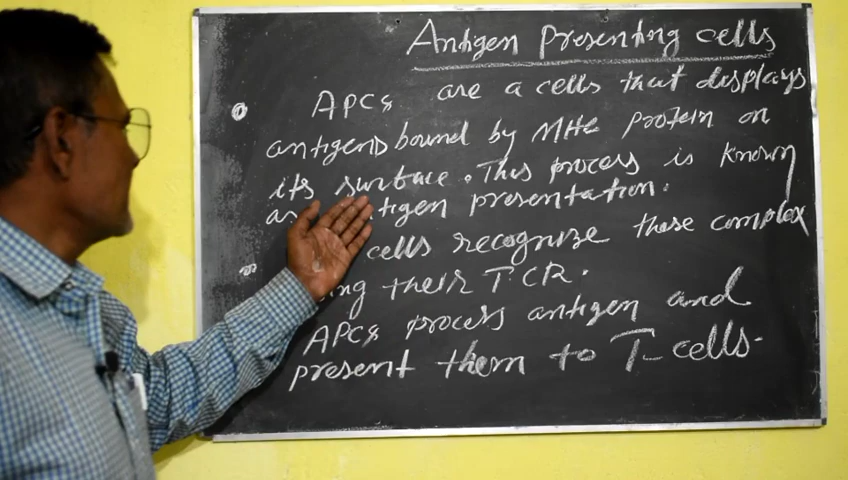 Antigen Presenting cells
APCs are a cells that displays
antigens bound by MHC protein on
its surface. This process is known
as antigen presentation.
cells recognize these complex
their TCR.
APCs process antigen and
present them to T-cells.